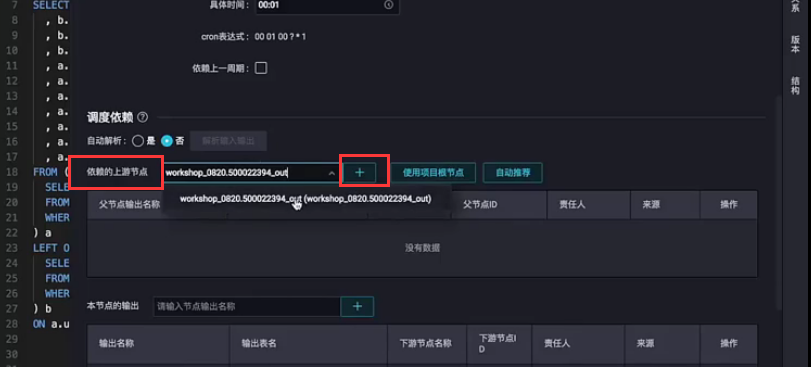 具体时间： 00:01
cron表达式： 00 01 00 ? * 1
依赖上一周期：
调度依赖
自动解析： 是 否 解析输入输出
依赖的上游节点 workshop_0820.500022394_out + 使用项目根节点 自动推荐
workshop_0820.500022394_out (workshop_0820.500022394_out)
父节点输出名称 父节点ID 责任人 来源 操作
没有数据
本节点的输出 请输入节点输出名称 +
输出名称 输出表名 下游节点名称 下游节点ID 责任人 来源 操作
7 SELECT
8 , b.
9 , b.
10 , b.
11 , a.
12 , a.
13 , a.
14 , a.
15 , a.
16 , a.
17 , a.
18 FROM (
19 SELE
20 FROM
21 WHER
22 ) a
23 LEFT O
24 SELE
25 FROM
26 WHER
27 ) b
28 ON a.u
29
30
系
版本
结构